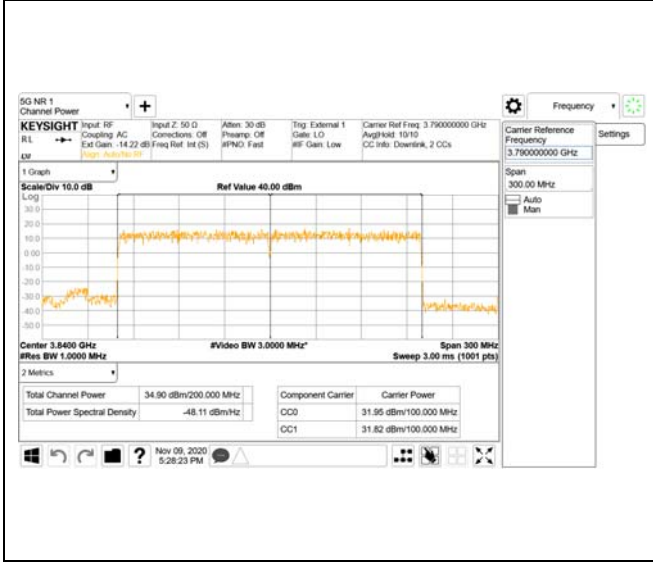 5G NR 1
Channel Power
Frequency
KEYSIGHT
Input: RF
Input Z: 50 Ω
Atten: 30 dB
Trig: External 1
Carrier Ref Freq: 3.790000000 GHz
RL
Coupling: AC
Corrections: Off
Preamp: Off
Gate: LO
Avg|Hold: 10/10
Ext Gain: -14.22 dB
Freq Ref: Int (S)
#PNO: Fast
#IF Gain: Low
CC Info: Downlink, 2 CCs
Align: Auto/No RF
Carrier Reference
Frequency
3.790000000 GHz
Settings
Span
300.00 MHz
Auto
Man
1 Graph
Scale/Div 10.0 dB
Ref Value 40.00 dBm
Log
30.0
20.0
10.0
0.00
-10.0
-20.0
-30.0
-40.0
-50.0
Center 3.8400 GHz
#Video BW 3.0000 MHz*
Span 300 MHz
#Res BW 1.0000 MHz
Sweep 3.00 ms (1001 pts)
2 Metrics
Total Channel Power
34.90 dBm/200.000 MHz
Total Power Spectral Density
-48.11 dBm/Hz
Component Carrier
Carrier Power
CC0
31.95 dBm/100.000 MHz
CC1
31.82 dBm/100.000 MHz
?
Nov 09, 2020
5:28:23 PM